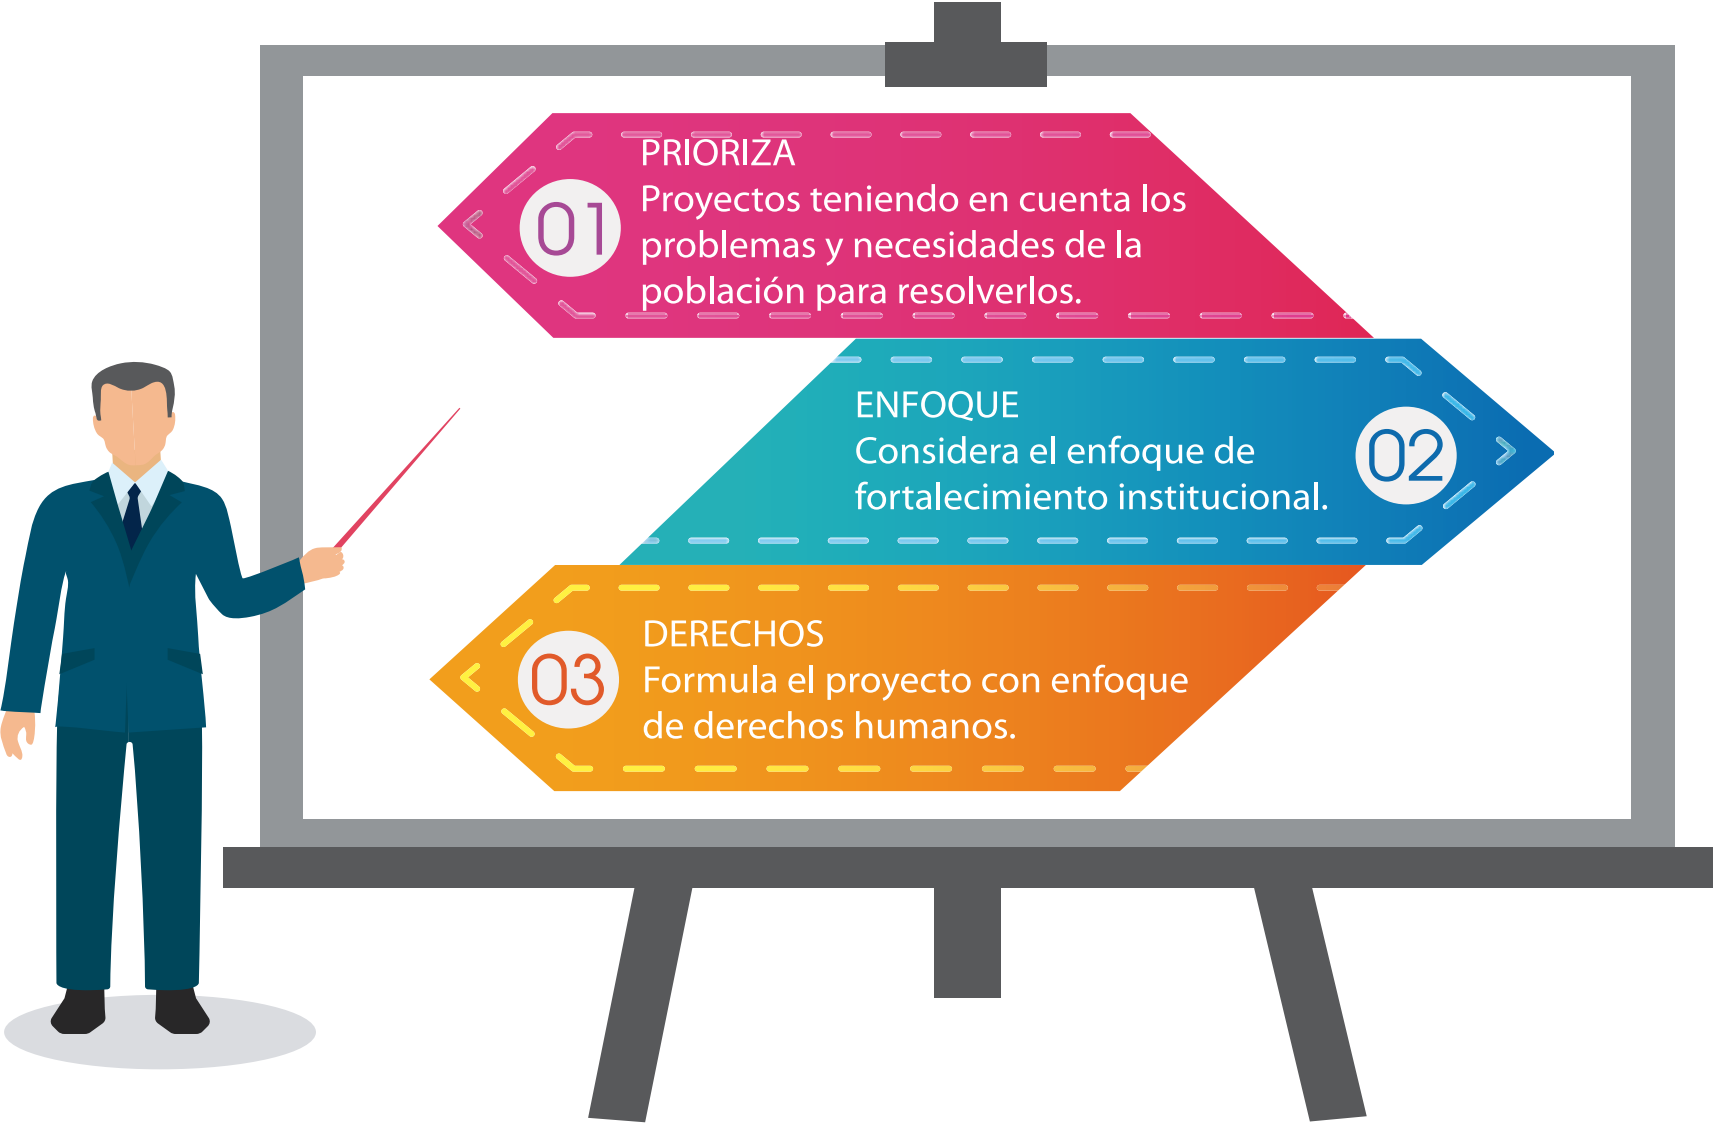 01
PRIORIZA
Proyectos teniendo en cuenta los
problemas y necesidades de la
población para resolverlos.
ENFOQUE
Considera el enfoque de
fortalecimiento institucional.
02
03
DERECHOS
Formula el proyecto con enfoque
de derechos humanos.